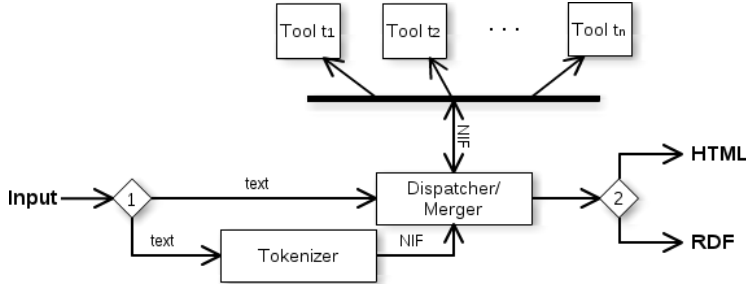 Tool t1
Tool t2
. . .
Tool tn
NIF
HTML
text
Dispatcher/
Merger
Input
1
2
text
NIF
Tokenizer
RDF